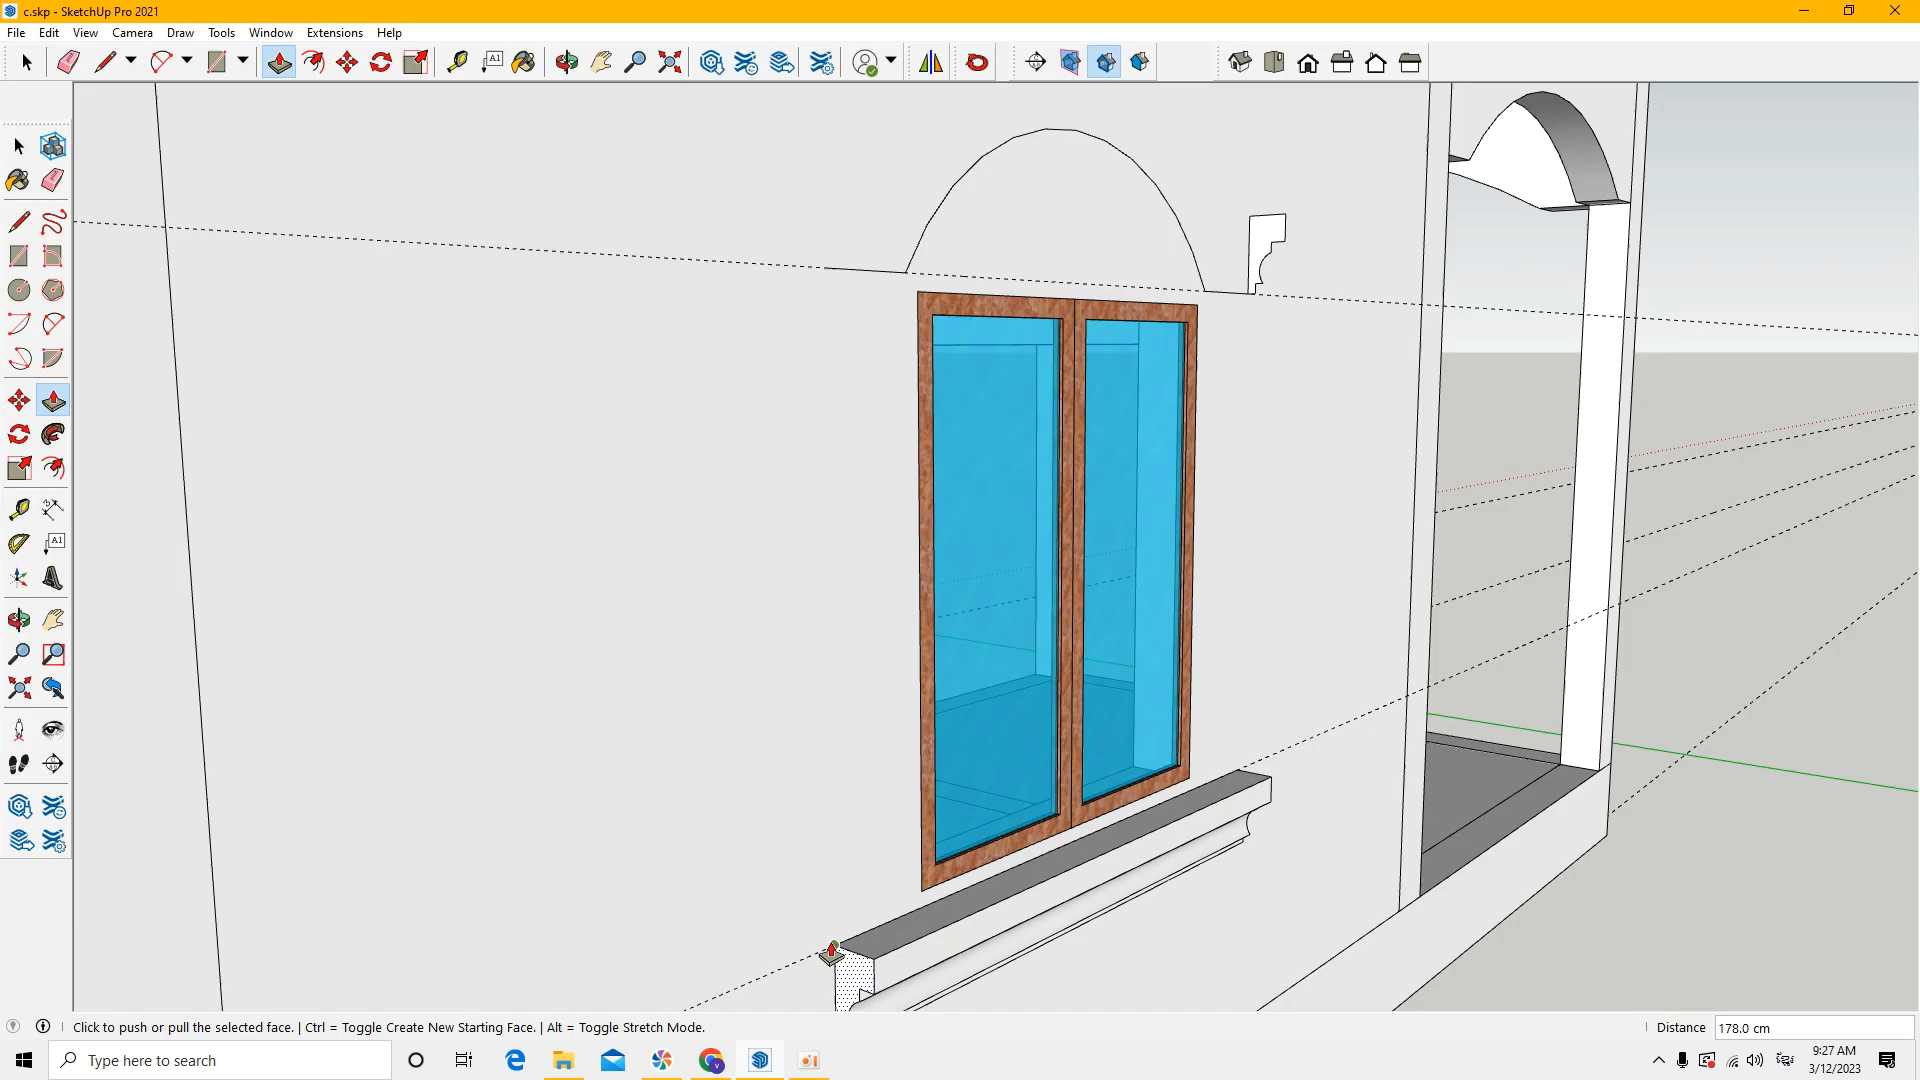 c.skp - SketchUp Pro 2021
File Edit View Camera Draw Tools Window Extensions Help
A1
A1
Click to push or pull the selected face. | Ctrl = Toggle Create New Starting Face. | Alt = Toggle Stretch Mode.
Distance 178.0 cm
Type here to search
9:27 AM
3/12/2023